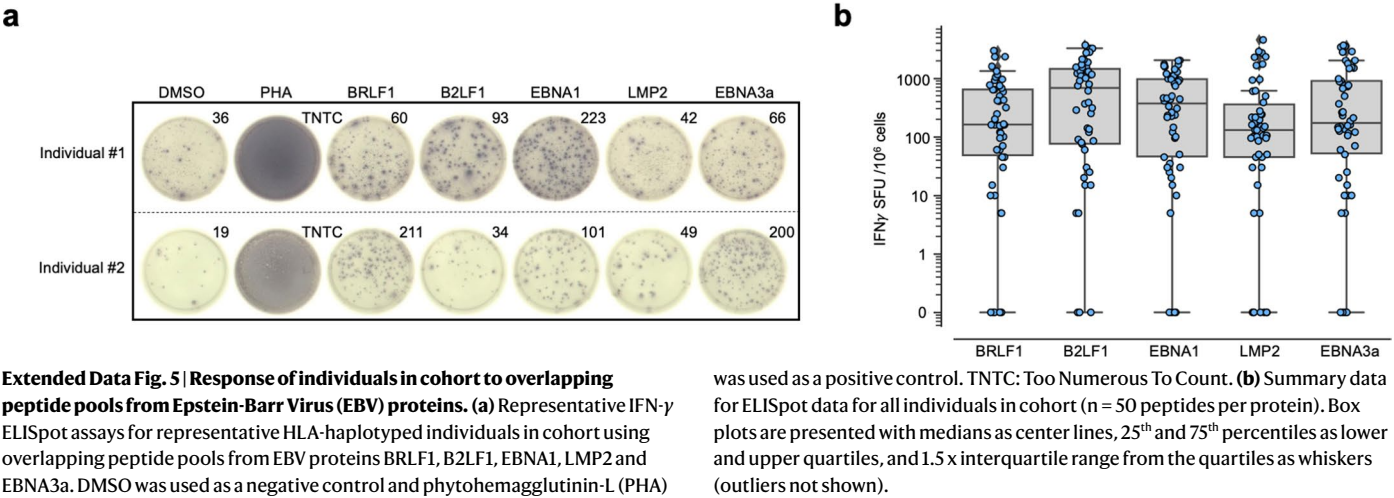 a
DMSO PHA BRLF1 B2LF1 EBNA1 LMP2 EBNA3a
Individual #1
36 TNTC 60 93 223 42 66
Individual #2
19 TNTC 211 34 101 49 200
b
IFNγ SFU /10⁶ cells
1000
100
10
1
0
BRLF1 B2LF1 EBNA1 LMP2 EBNA3a
Extended Data Fig. 5 | Response of individuals in cohort to overlapping
peptide pools from Epstein-Barr Virus (EBV) proteins. (a) Representative IFN-γ
ELISpot assays for representative HLA-haplotyped individuals in cohort using
overlapping peptide pools from EBV proteins BRLF1, B2LF1, EBNA1, LMP2 and
EBNA3a. DMSO was used as a negative control and phytohemagglutinin-L (PHA)
was used as a positive control. TNTC: Too Numerous To Count. (b) Summary data
for ELISpot data for all individuals in cohort (n = 50 peptides per protein). Box
plots are presented with medians as center lines, 25th and 75th percentiles as lower
and upper quartiles, and 1.5 x interquartile range from the quartiles as whiskers
(outliers not shown).